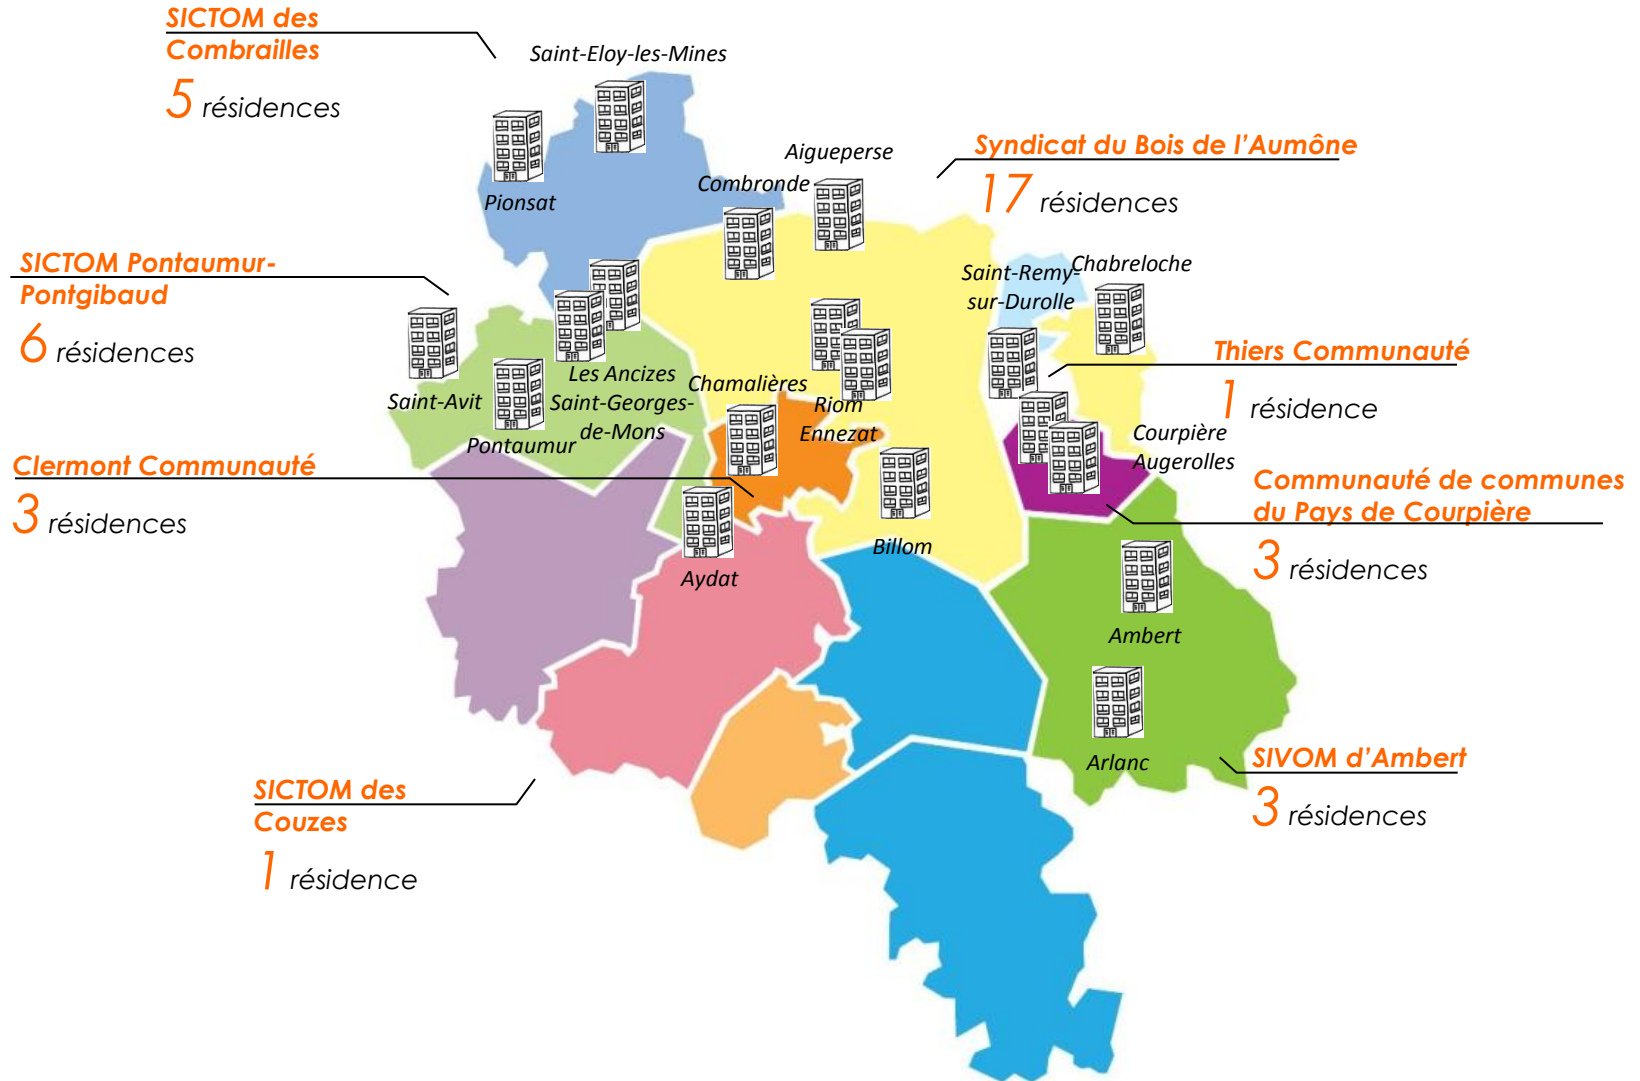 SICTOM des
Combrailles
5 résidences
Saint-Eloy-les-Mines
Pionsat
Aigueperse
Combronde
Syndicat du Bois de l’Aumône
17 résidences
SICTOM Pontaumur-
Pontgibaud
6 résidences
Saint-Remy-
sur-Durolle
Chabreloche
Thiers Communauté
1 résidence
Saint-Avit
Pontaumur
Les Ancizes
Saint-Georges-
de-Mons
Chamalières
Riom
Ennezat
Courpière
Augerolles
Clermont Communauté
3 résidences
Communauté de communes
du Pays de Courpière
3 résidences
Billom
Aydat
Ambert
Arlanc
SIVOM d’Ambert
3 résidences
SICTOM des
Couzes
1 résidence